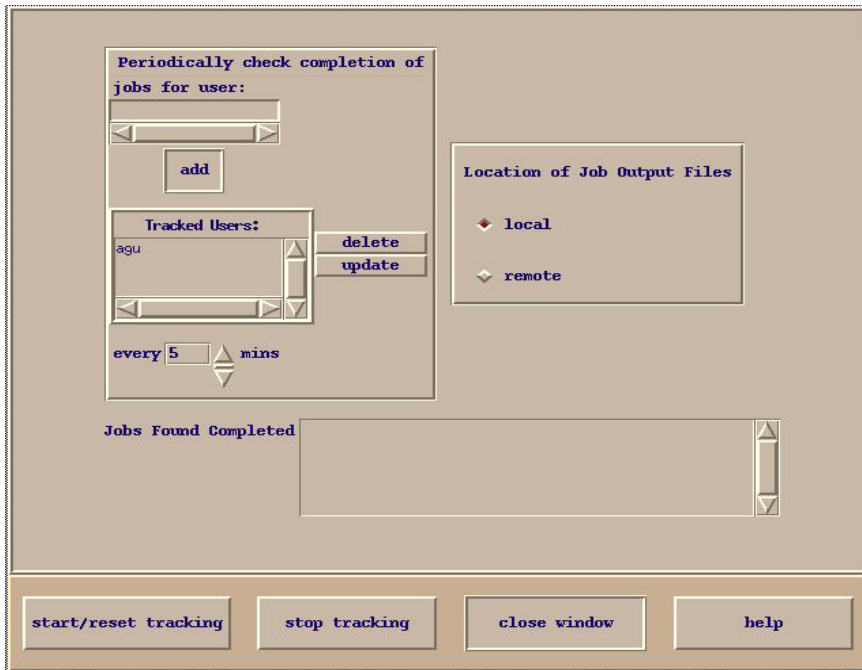 Periodically check completion of
jobs for user:
add
Tracked Users:
agu
delete
update
every 5 mins
Location of Job Output Files
local
remote
Jobs Found Completed
start/reset tracking
stop tracking
close window
help